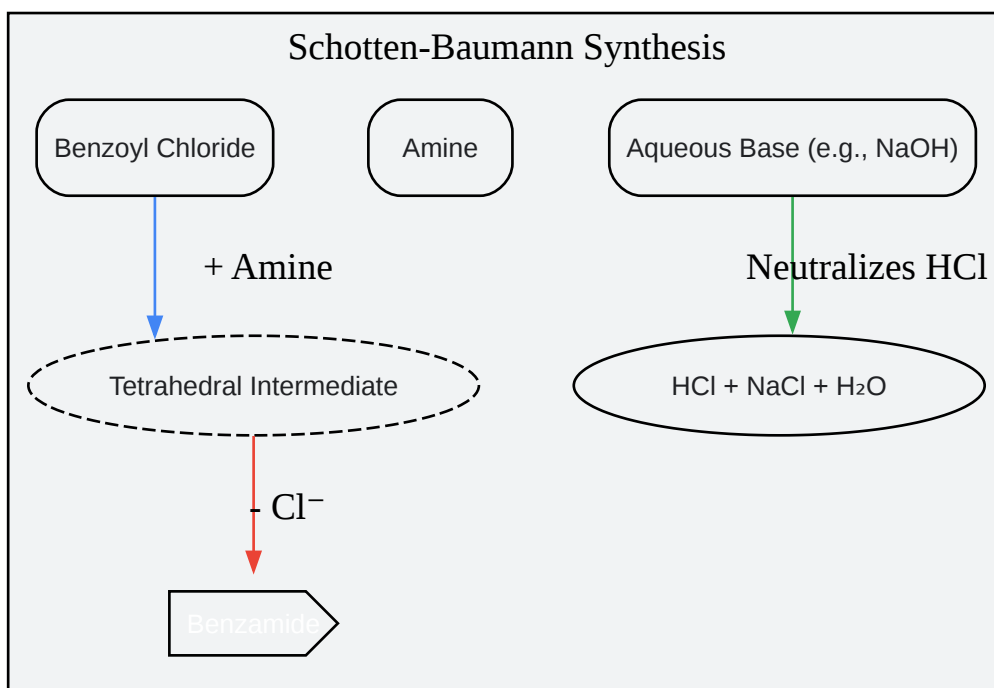 Schotten-Baumann Synthesis
Benzoyl Chloride
Amine
Aqueous Base (e.g., NaOH)
+ Amine
Neutralizes HCl
Tetrahedral Intermediate
HCl + NaCl + H₂O
- Cl⁻
Benzamide